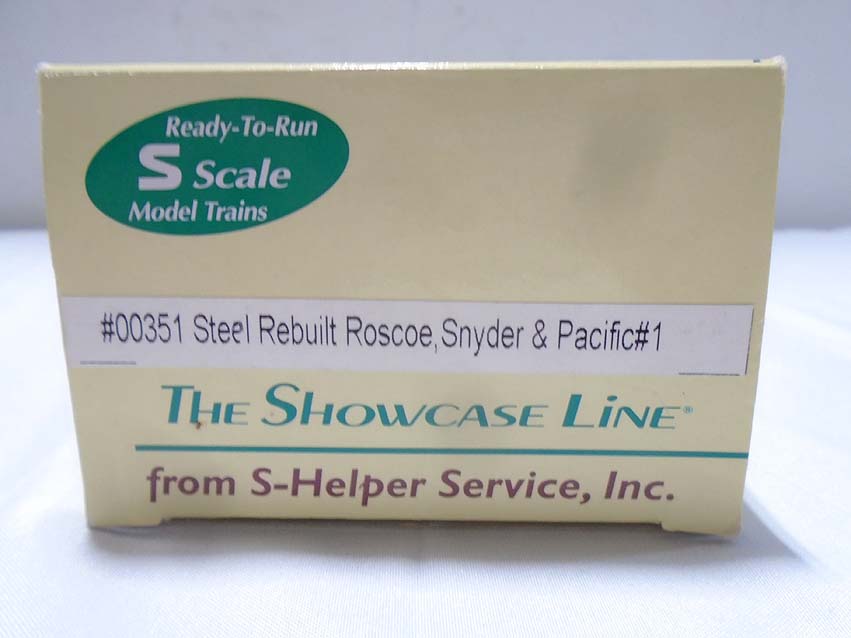 Ready-To-Run
S Scale
Model Trains
#00351 Steel Rebuilt Roscoe,Snyder & Pacific#1
THE SHOWCASE LiNE®
from S-Helper Service, Inc.